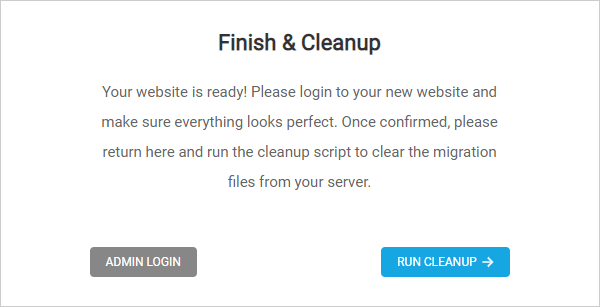 Finish & Cleanup
Your website is ready! Please login to your new website and
make sure everything looks perfect. Once confirmed, please
return here and run the cleanup script to clear the migration
files from your server.
ADMIN LOGIN
RUN CLEANUP →